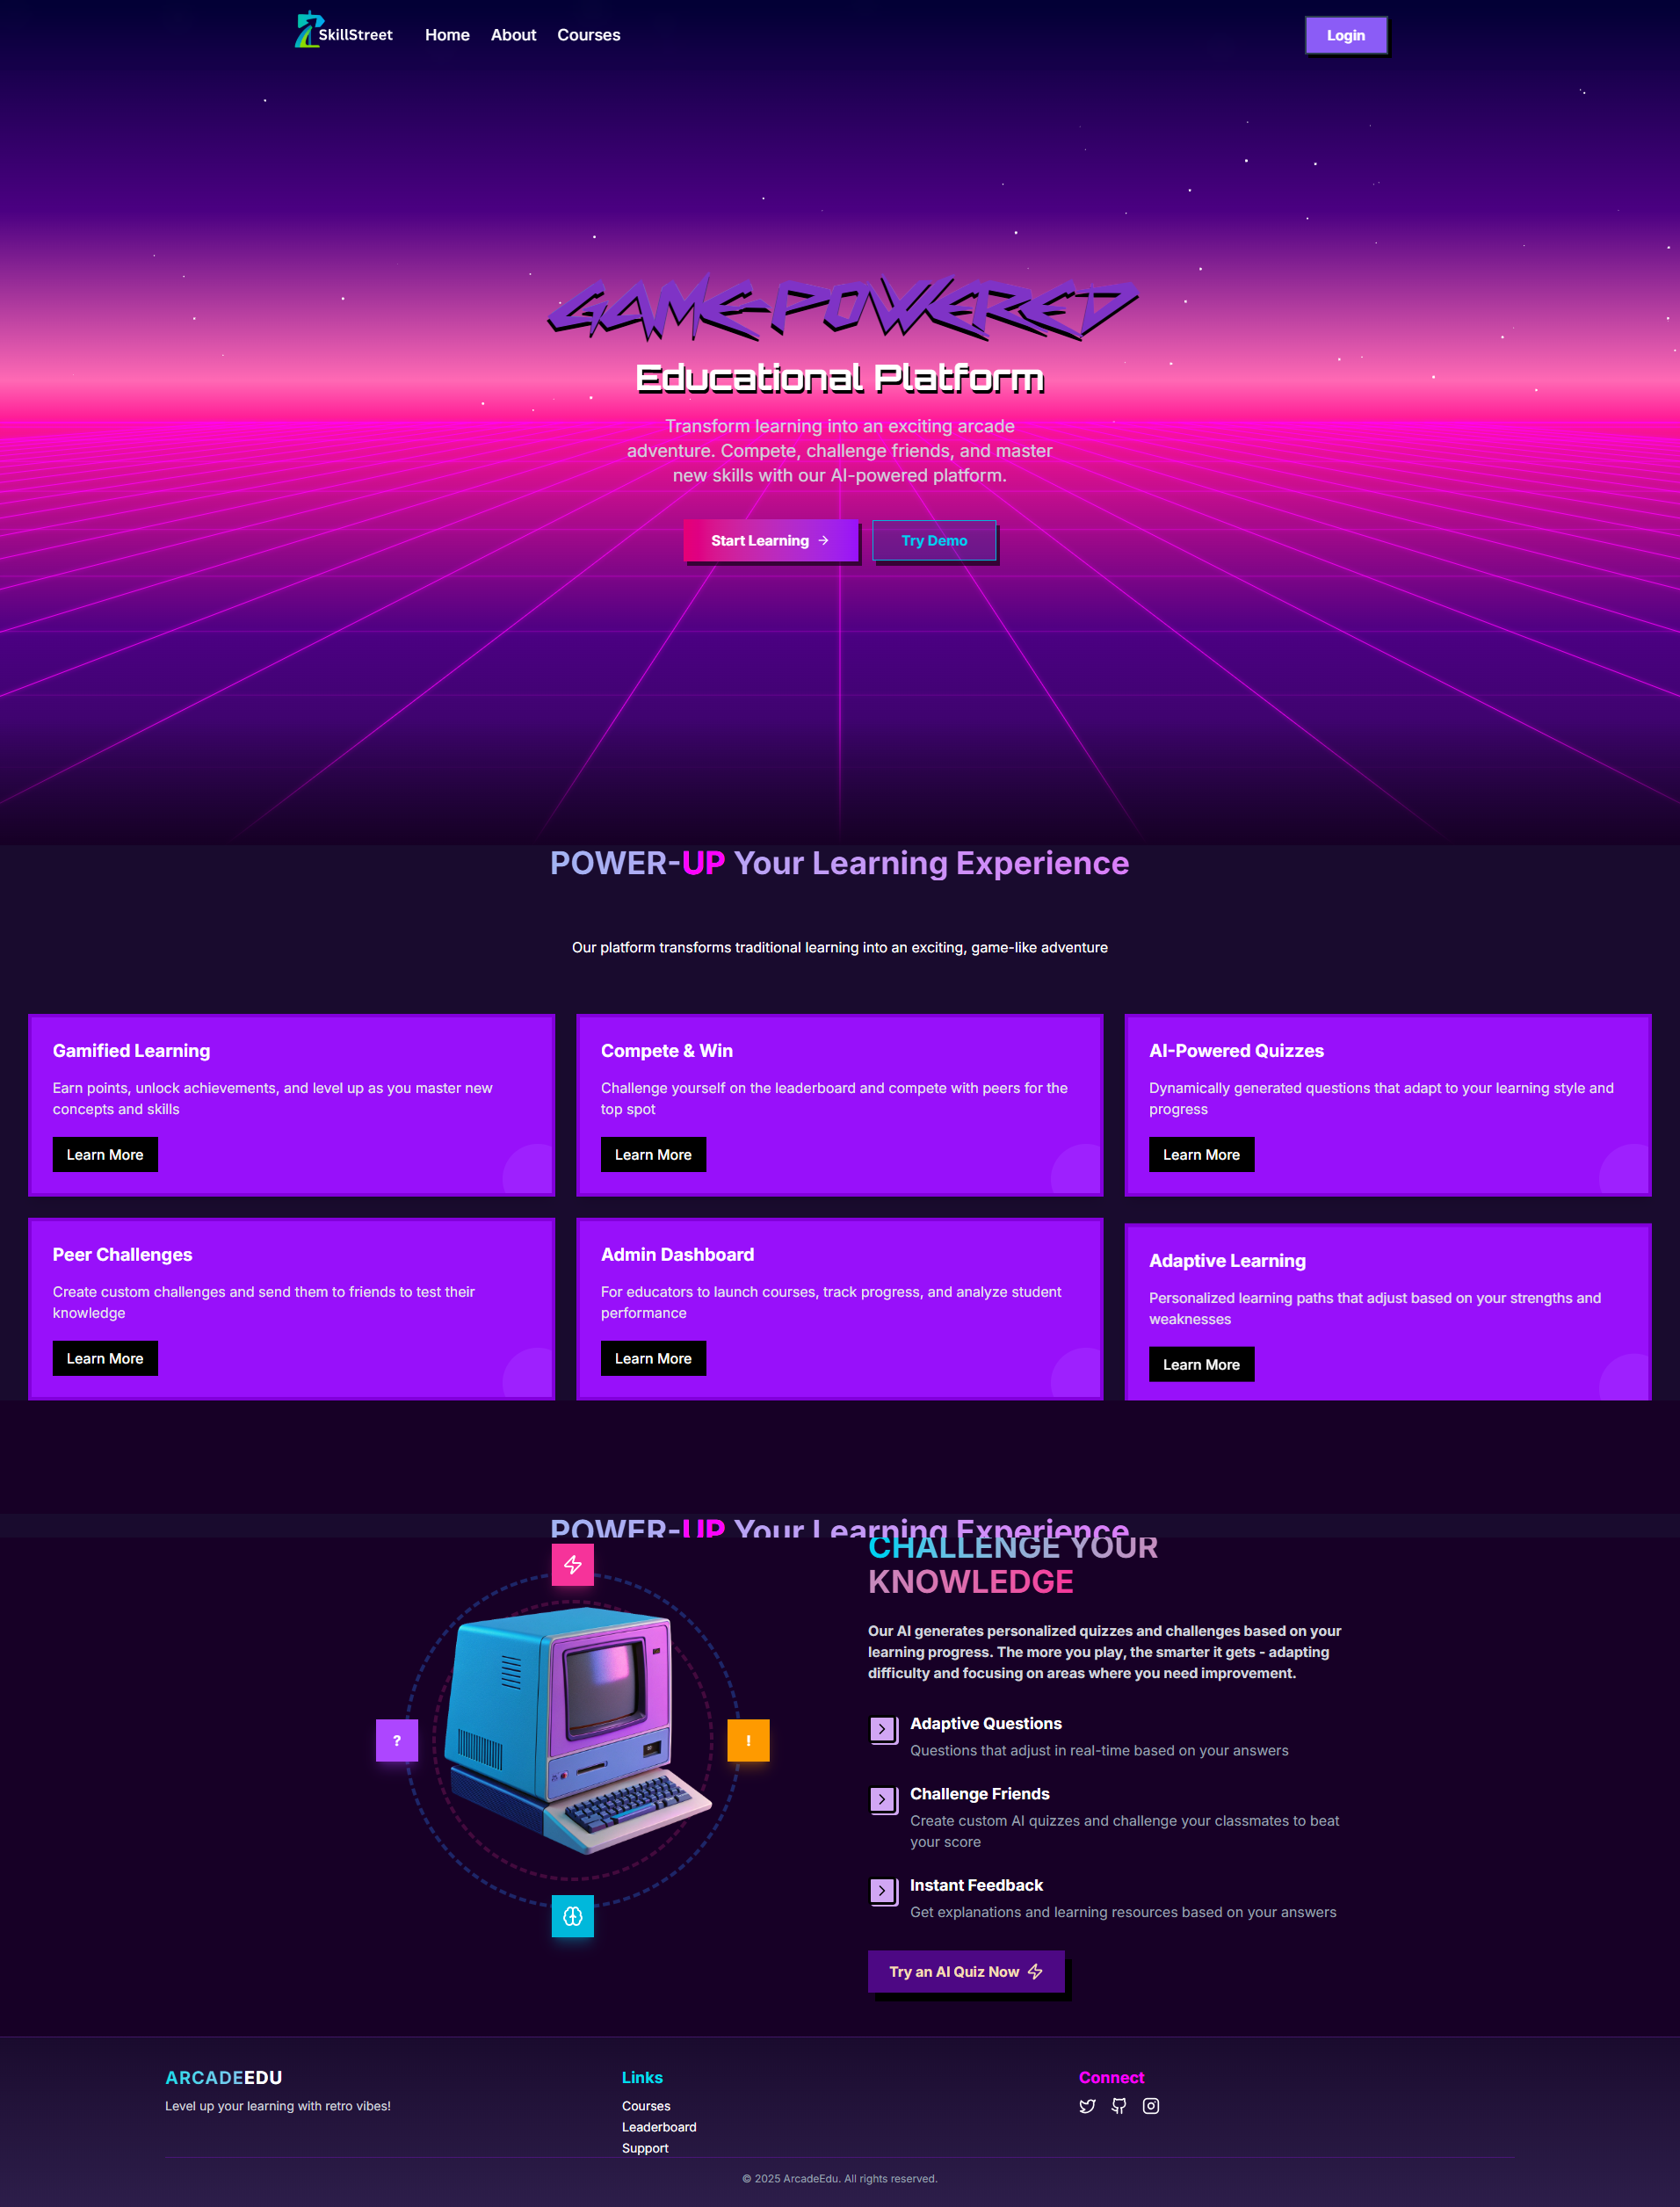 SkillStreet
Home
About
Courses
Login
GAME-POWERED
Educational Platform
Transform learning into an exciting arcade
adventure. Compete, challenge friends, and master
new skills with our AI-powered platform.
Start Learning
Try Demo
POWER-UP Your Learning Experience
Our platform transforms traditional learning into an exciting, game-like adventure
Gamified Learning
Earn points, unlock achievements, and level up as you master new
concepts and skills
Learn More
Compete & Win
Challenge yourself on the leaderboard and compete with peers for the
top spot
Learn More
AI-Powered Quizzes
Dynamically generated questions that adapt to your learning style and
progress
Learn More
Peer Challenges
Create custom challenges and send them to friends to test their
knowledge
Learn More
Admin Dashboard
For educators to launch courses, track progress, and analyze student
performance
Learn More
Adaptive Learning
Personalized learning paths that adjust based on your strengths and
weaknesses
Learn More
POWER-UP Your Learning Experience
CHALLENGE YOUR
KNOWLEDGE
Our AI generates personalized quizzes and challenges based on your
learning progress. The more you play, the smarter it gets - adapting
difficulty and focusing on areas where you need improvement.
?
!
Adaptive Questions
Questions that adjust in real-time based on your answers
Challenge Friends
Create custom AI quizzes and challenge your classmates to beat
your score
Instant Feedback
Get explanations and learning resources based on your answers
Try an AI Quiz Now
ARCADEEDU
Level up your learning with retro vibes!
Links
Courses
Leaderboard
Support
Connect
© 2025 ArcadeEdu. All rights reserved.